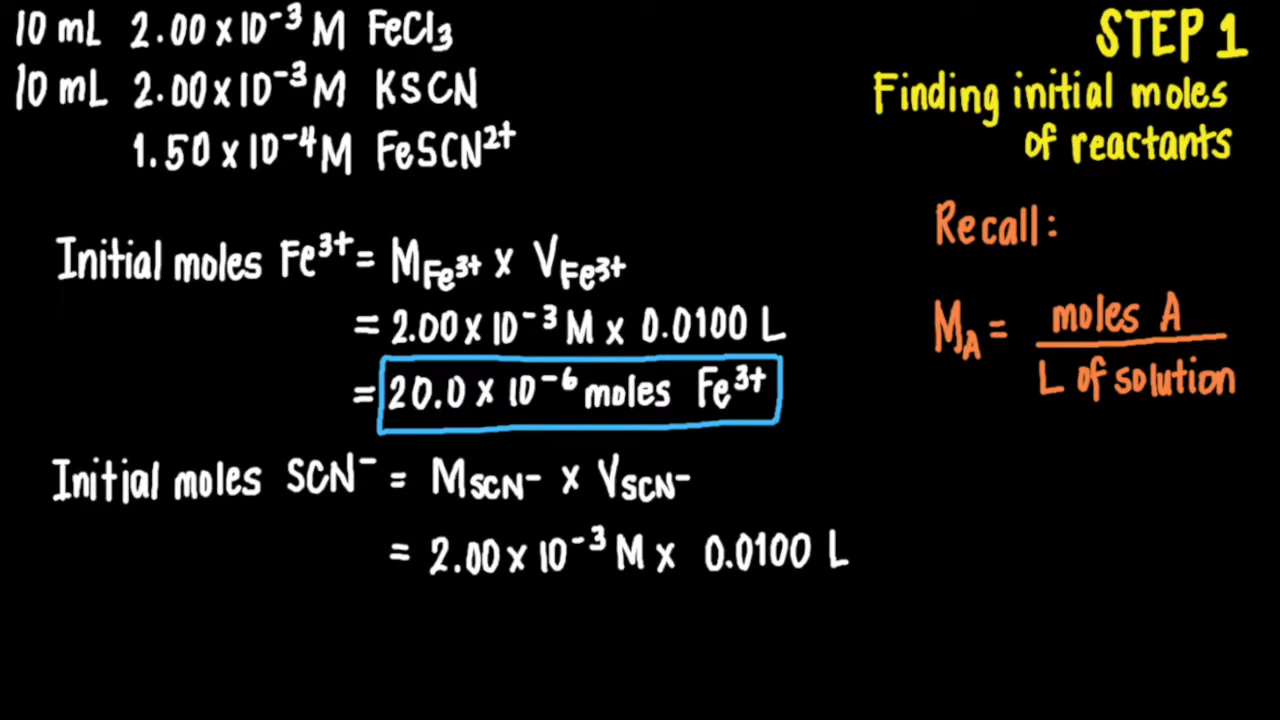 10 mL 2.00 x 10⁻³ M FeCl₃
10 mL 2.00 x 10⁻³ M KSCN
1.50 x 10⁻⁴ M FeSCN²⁺
STEP 1
Finding initial moles
of reactants
Initial moles Fe³⁺ = M_Fe³⁺ x V_Fe³⁺
= 2.00 x 10⁻³ M x 0.0100 L
= 20.0 x 10⁻⁶ moles Fe³⁺
Initial moles SCN⁻ = M_SCN⁻ x V_SCN⁻
= 2.00 x 10⁻³ M x 0.0100 L
Recall:
M_A = moles A
L of solution